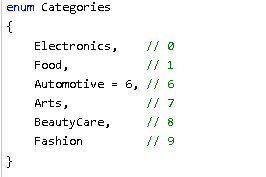 enum Categories
{
    Electronics,    // 0
    Food,           // 1
    Automotive = 6, // 6
    Arts,           // 7
    BeautyCare,     // 8
    Fashion         // 9
}